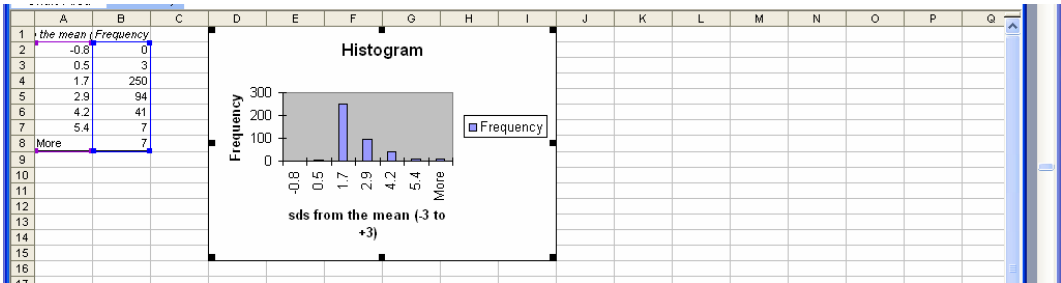 A B C D E F G H I J K L M N O P Q
1 the mean ( Frequency
2 -0.8 0
3 0.5 3
4 1.7 250
5 2.9 94
6 4.2 41
7 5.4 7
8 More 7
9
10
11
12
13
14
15
16
17
Histogram
Frequency
300
200
100
0
-0.8 0.5 1.7 2.9 4.2 5.4 More
sds from the mean (-3 to
+3)
Frequency